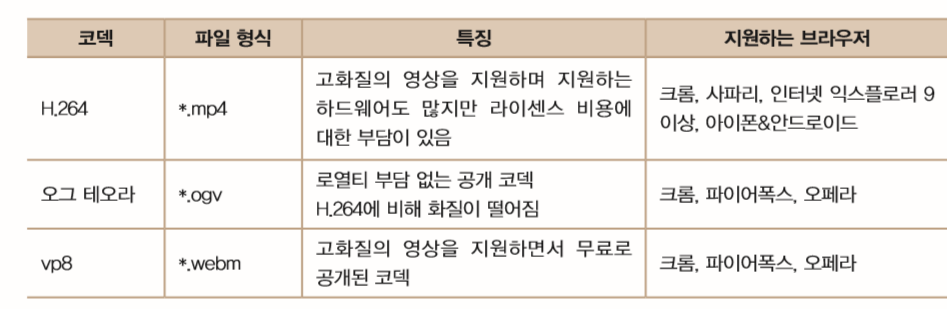 코덱 파일 형식 특징 지원하는 브라우저
H.264 *.mp4 고화질의 영상을 지원하며 지원하는
하드웨어도 많지만 라이센스 비용에
대한 부담이 있음
크롬, 사파리, 인터넷 익스플로러 9
이상, 아이폰&안드로이드
오그 테오라 *.ogv 로열티 부담 없는 공개 코덱
H.264에 비해 화질이 떨어짐
크롬, 파이어폭스, 오페라
vp8 *.webm 고화질의 영상을 지원하면서 무료로
공개된 코덱
크롬, 파이어폭스, 오페라